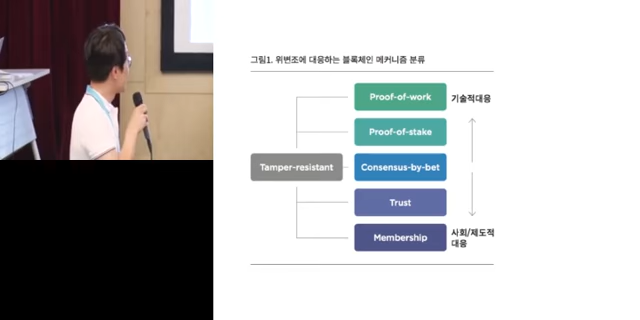 그림1. 위변조에 대응하는 블록체인 메커니즘 분류
Proof-of-work
기술적대응
Proof-of-stake
Tamper-resistant
Consensus-by-bet
Trust
Membership
사회/제도적
대응